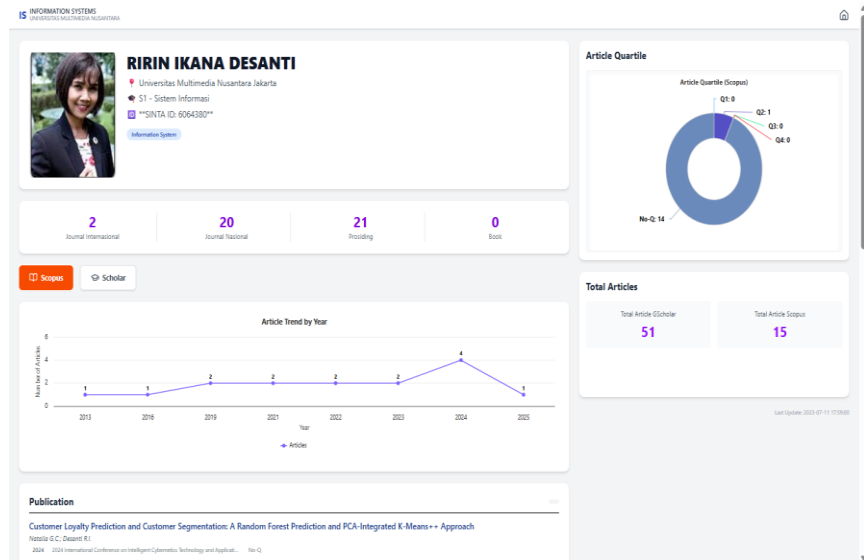 IS INFORMATION SYSTEMS
UNIVERSITAS MULTIMEDIA NUSANTARA
RIRIN IKANA DESANTI
Universitas Multimedia Nusantara Jakarta
S1 - Sistem Informasi
**SINTA ID: 6064380**
Information System
2
Journal Internasional
20
Journal Nasional
21
Prociding
0
Book
Scopus
Scholar
Article Trend by Year
Number of Articles
6
4
2
0
1
1
2
2
2
2
4
1
2013
2016
2019
2021
2022
2023
2024
2025
Year
Articles
Publication
Customer Loyalty Prediction and Customer Segmentation: A Random Forest Prediction and PCA-Integrated K-Means++ Approach
Natalia G.C.; Desanti R.I.
2024 2024 International Conference on Intelligent Cybernetics Technology and Applicati... No-Q
Article Quartile
Article Quartile (Scopus)
Q1: 0
Q2: 1
Q3: 0
Q4: 0
No-Q: 14
Total Articles
Total Article GScholar
51
Total Article Scopus
15
Last Update: 2023-07-11 17:59:00